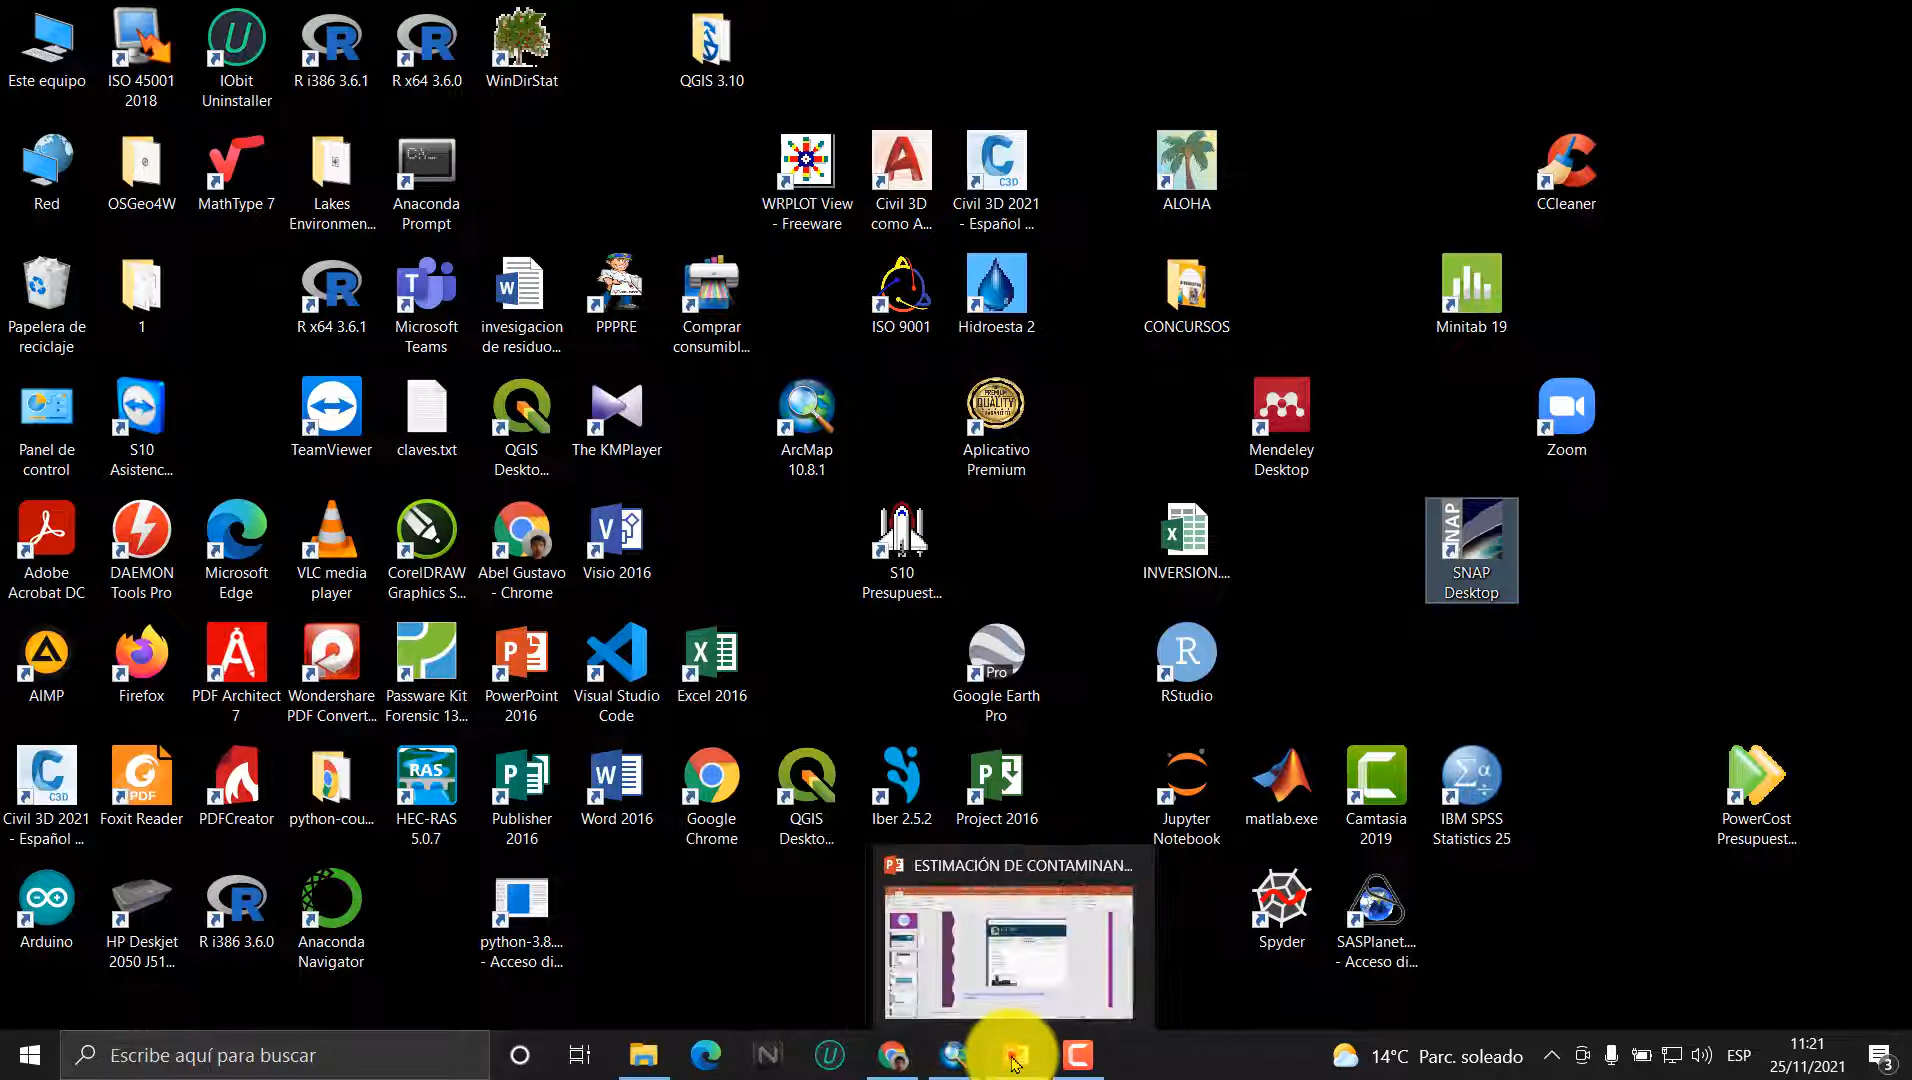 Este equipo
ISO 45001
2018
IObit
Uninstaller
R i386 3.6.1
R x64 3.6.0
WinDirStat
QGIS 3.10
Red
OSGeo4W
MathType 7
Lakes
Environmen...
Anaconda
Prompt
WRPLOT View
- Freeware
Civil 3D
como A...
Civil 3D 2021
- Español ...
ALOHA
CCleaner
Papelera de
reciclaje
1
R x64 3.6.1
Microsoft
Teams
invesigacion
de residuo...
PPPRE
Comprar
consumibl...
ISO 9001
Hidroesta 2
CONCURSOS
Minitab 19
Panel de
control
S10
Asistenc...
TeamViewer
claves.txt
QGIS
Deskto...
The KMPlayer
ArcMap
10.8.1
Aplicativo
Premium
Mendeley
Desktop
Zoom
Adobe
Acrobat DC
DAEMON
Tools Pro
Microsoft
Edge
VLC media
player
CorelDRAW
Graphics S...
Abel Gustavo
- Chrome
Visio 2016
S10
Presupuest...
INVERSION....
SNAP
SNAP
Desktop
AIMP
Firefox
PDF Architect
7
Wondershare
PDF Convert...
Passware Kit
Forensic 13...
PowerPoint
2016
Visual Studio
Code
Excel 2016
Pro
Google Earth
Pro
RStudio
Civil 3D 2021
- Español ...
Foxit Reader
PDFCreator
python-cou...
RAS
HEC-RAS
5.0.7
Publisher
2016
Word 2016
Google
Chrome
QGIS
Deskto...
Iber 2.5.2
Project 2016
Jupyter
Notebook
matlab.exe
Camtasia
2019
IBM SPSS
Statistics 25
PowerCost
Presupuest...
ESTIMACIÓN DE CONTAMINAN...
Arduino
HP Deskjet
2050 J51...
R i386 3.6.0
Anaconda
Navigator
python-3.8....
- Acceso di...
Spyder
SASPlanet....
- Acceso di...
Escribe aquí para buscar
14°C Parc. soleado
ESP
11:21
25/11/2021
3